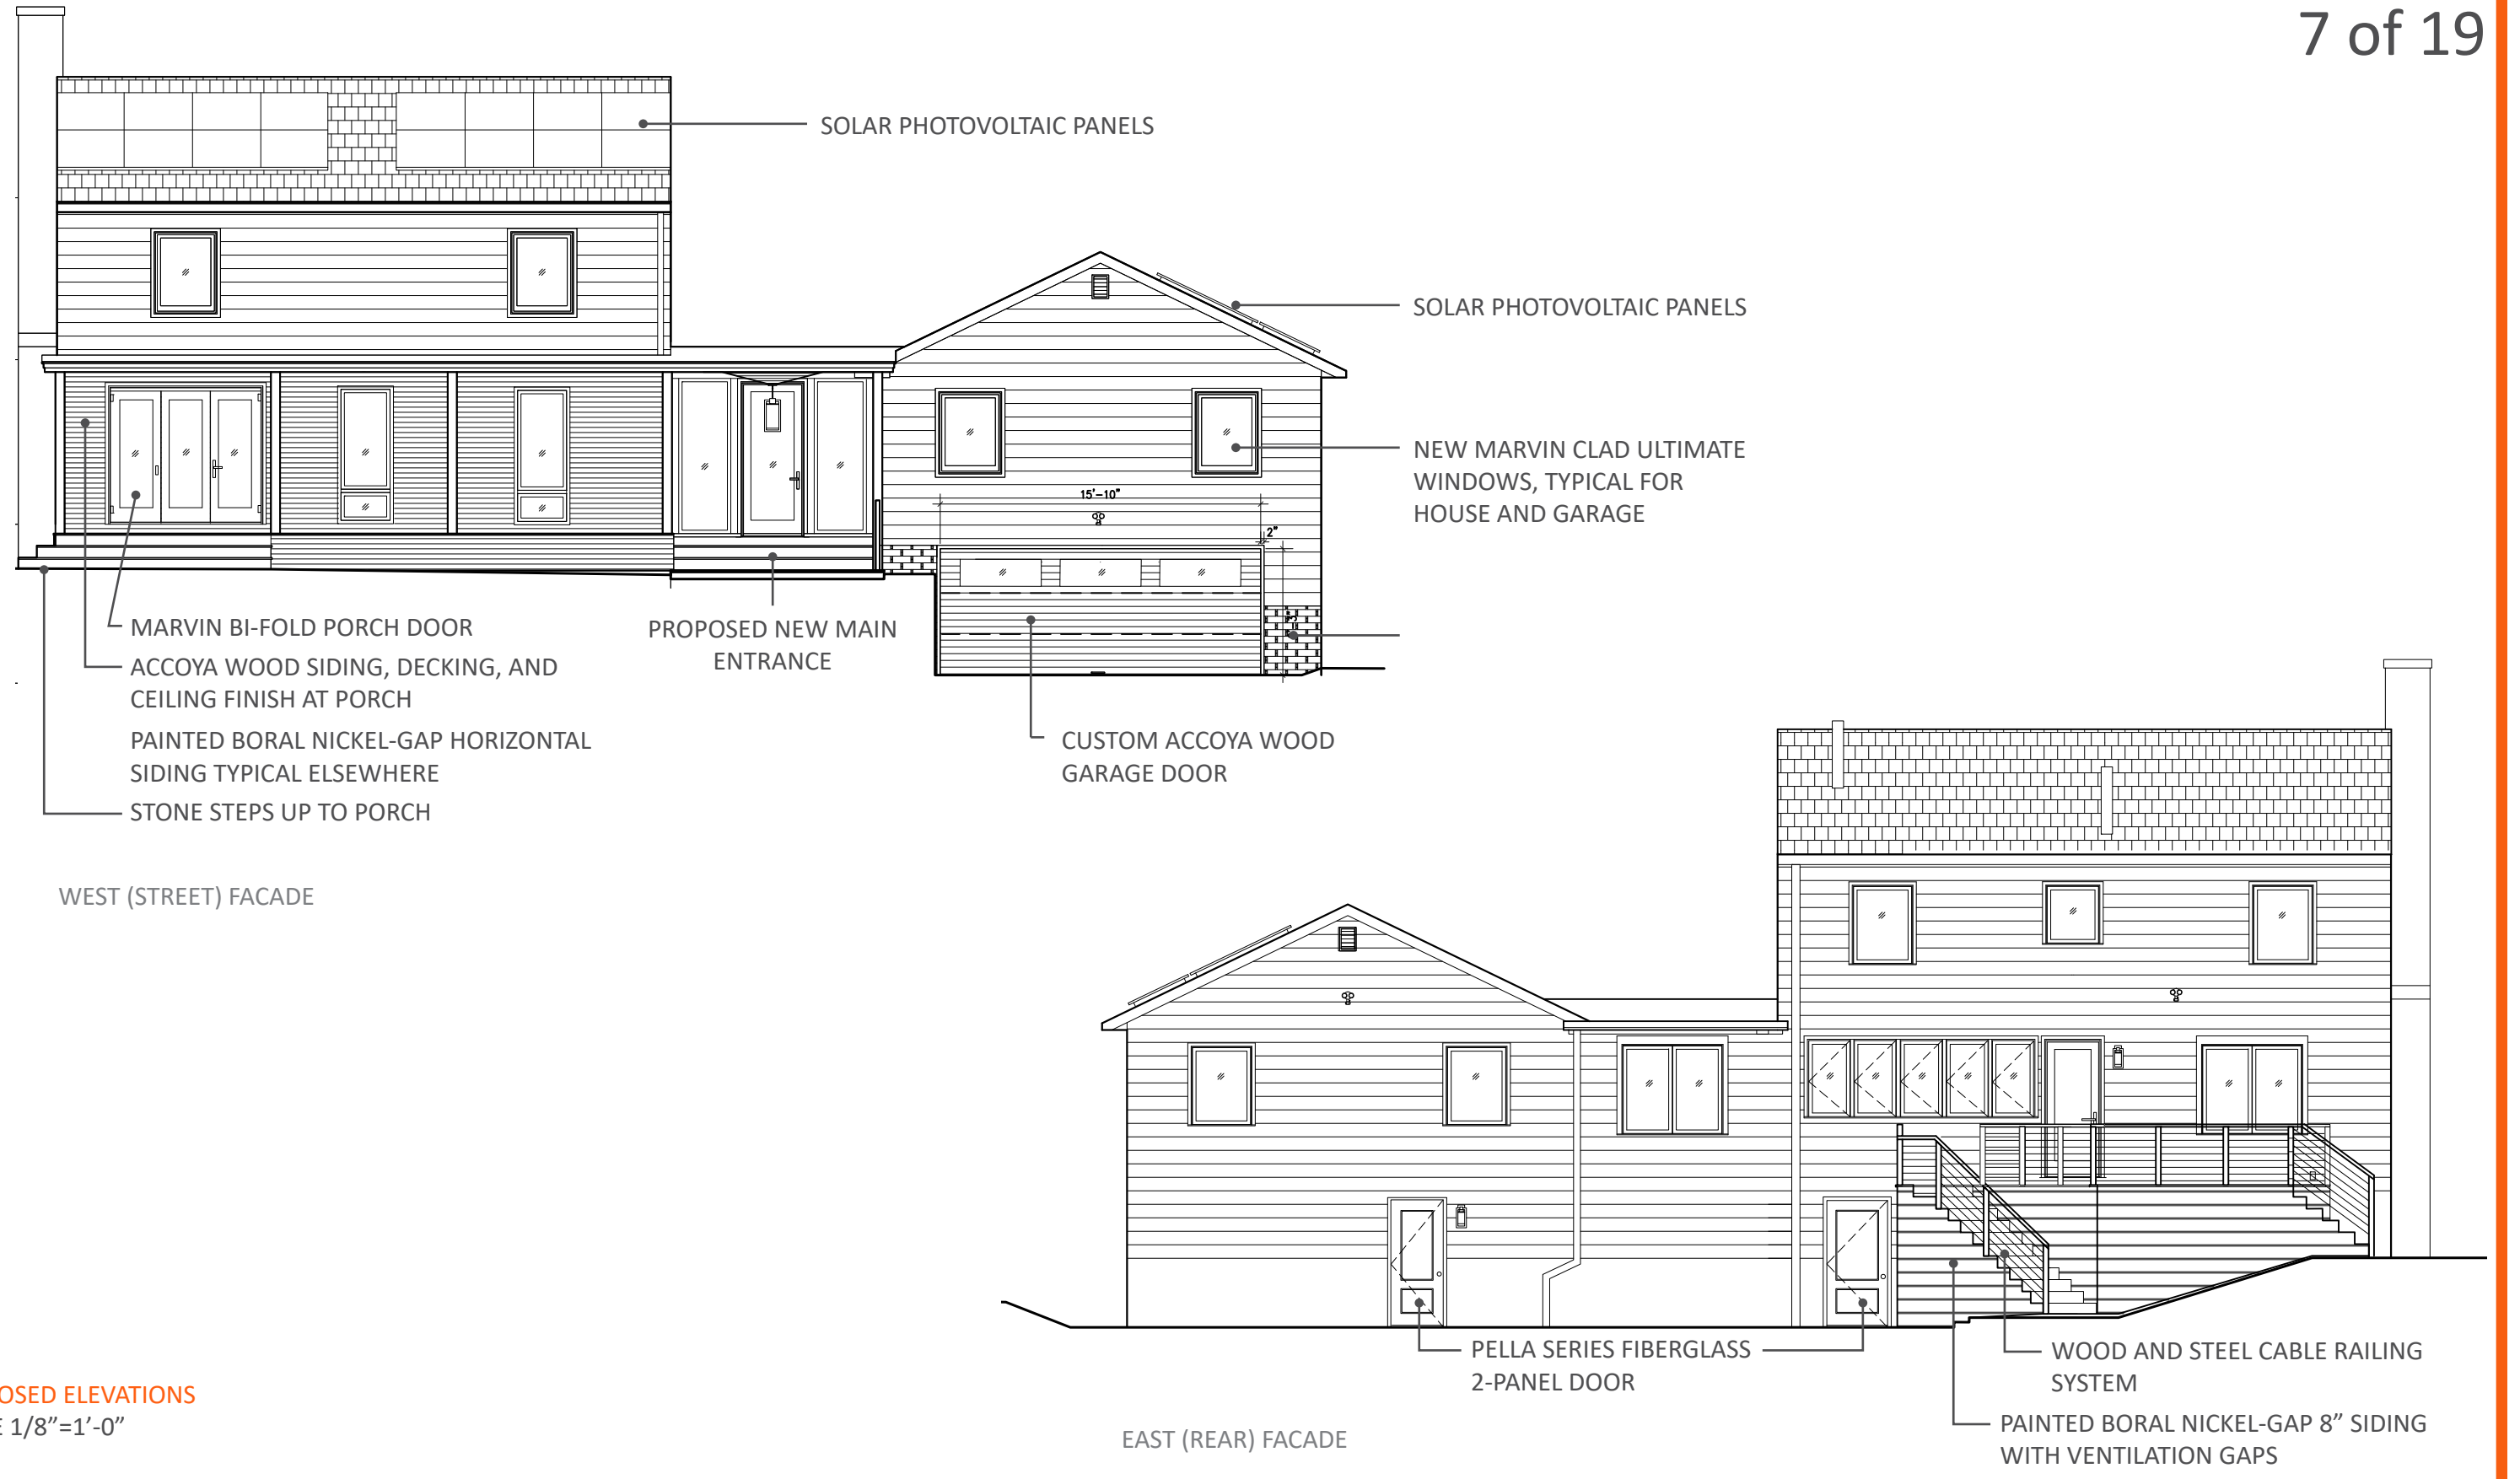 7 of 19
SOLAR PHOTOVOLTAIC PANELS
SOLAR PHOTOVOLTAIC PANELS
NEW MARVIN CLAD ULTIMATE
WINDOWS, TYPICAL FOR
HOUSE AND GARAGE
15'-10"
2"
MARVIN BI-FOLD PORCH DOOR
ACCOYA WOOD SIDING, DECKING, AND
CEILING FINISH AT PORCH
PAINTED BORAL NICKEL-GAP HORIZONTAL
SIDING TYPICAL ELSEWHERE
STONE STEPS UP TO PORCH
PROPOSED NEW MAIN
ENTRANCE
CUSTOM ACCOYA WOOD
GARAGE DOOR
WEST (STREET) FACADE
PELLA SERIES FIBERGLASS
2-PANEL DOOR
WOOD AND STEEL CABLE RAILING
SYSTEM
PAINTED BORAL NICKEL-GAP 8” SIDING
WITH VENTILATION GAPS
EAST (REAR) FACADE
OSED ELEVATIONS
E 1/8”=1’-0”